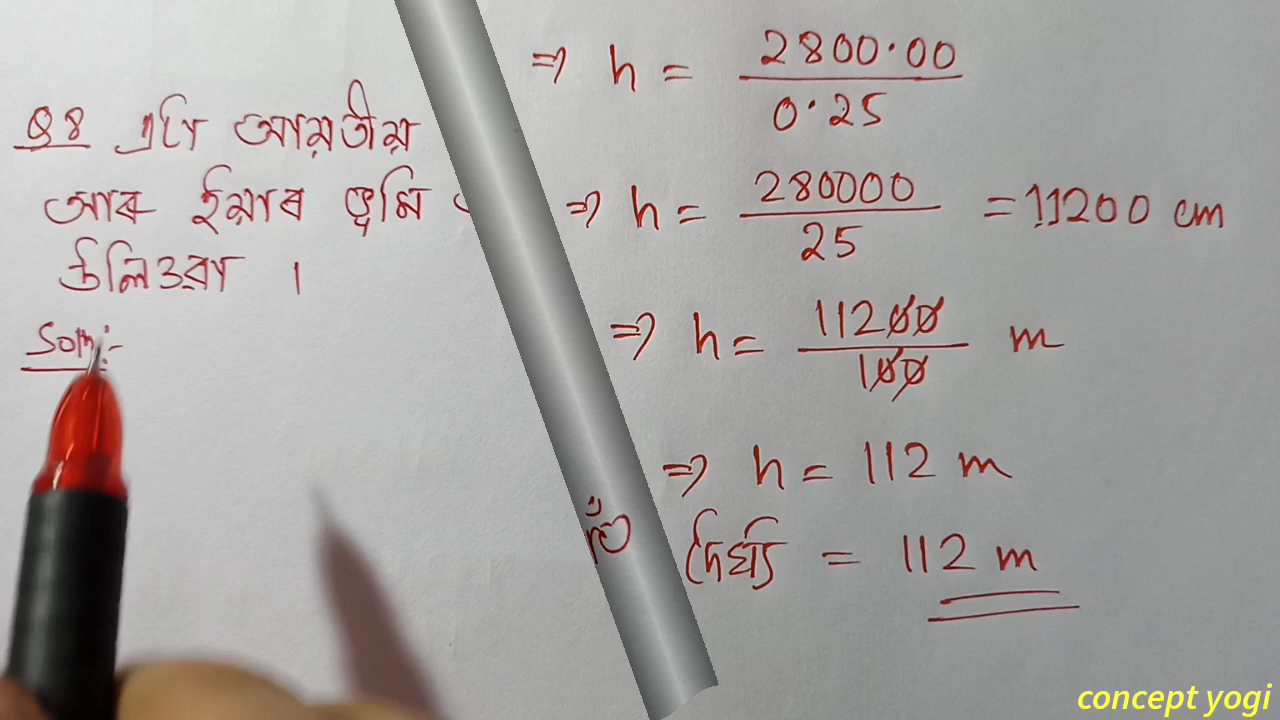 Q8 এটা আয়তীয়
আৰু ইয়াৰ ভূমি
উলিওৱা ।
Soln:-
⇒ h = 2800.00 / 0.25
⇒ h = 280000 / 25 = 11200 cm
⇒ h = 11200 / 100 m
⇒ h = 112 m
দৈৰ্ঘ্য = 112 m
concept yogi